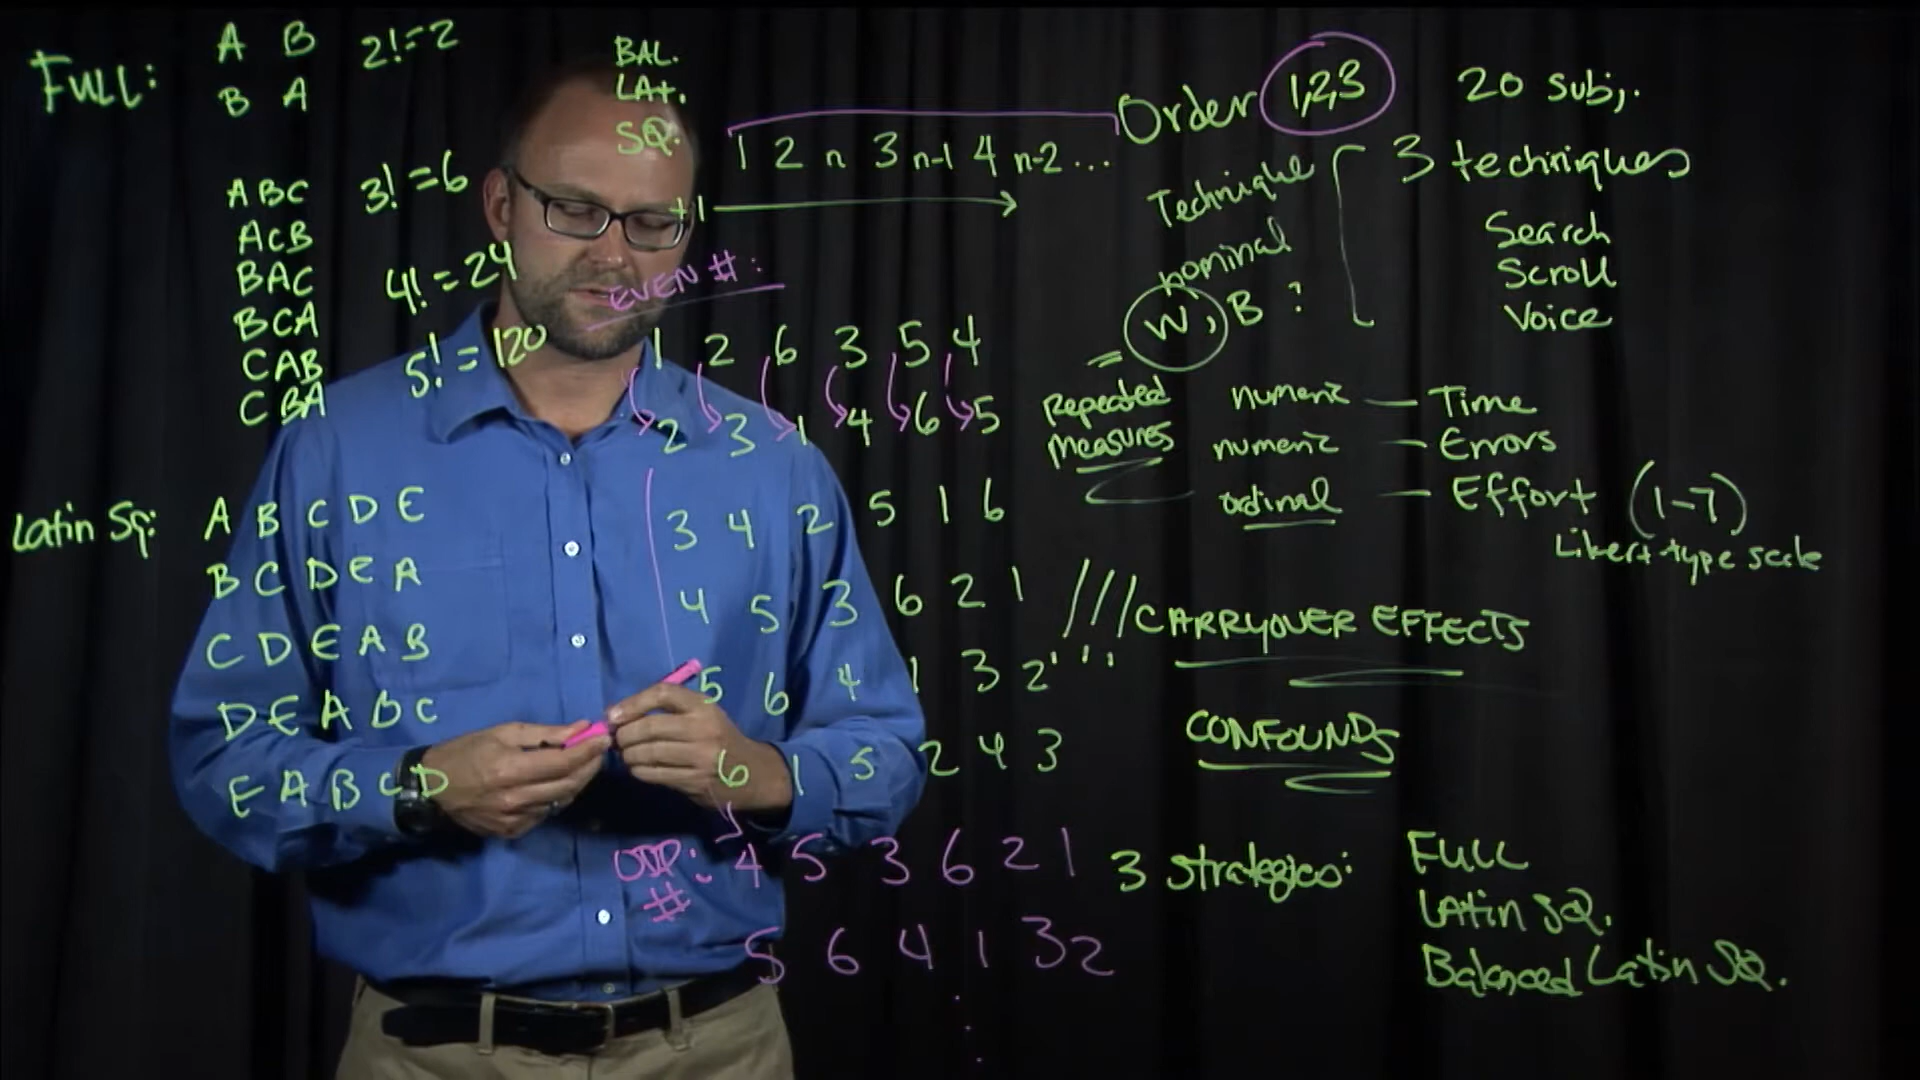 FULL:
A B 2!=2
B A
ABC 3!=6
ACB
BAC 4!=24
BCA
CAB 5!=120
CBA
Latin Sq:
A B C D E
B C D E A
C D E A B
D E A B C
E A B C D
BAL.
LAT.
SQ.
1 2 n 3 n-1 4 n-2 ...
+1
EVEN #:
1 2 6 3 5 4
2 3 1 4 6 5
3 4 2 5 1 6
4 5 3 6 2 1
5 6 4 1 3 2
6 1 5 2 4 3
ODD: 4 5 3 6 2 1
#
5 6 4 1 3 2
Order 1,2,3
20 subj.
Technique
nominal
W, B ?
3 techniques
Search
Scroll
Voice
= Repeated
Measures
numeric — Time
numeric — Errors
ordinal — Effort (1-7)
Likert type scale
!!! CARRYOVER EFFECTS
CONFOUNDS
3 strategies: FULL
Latin SQ.
Balanced Latin SQ.